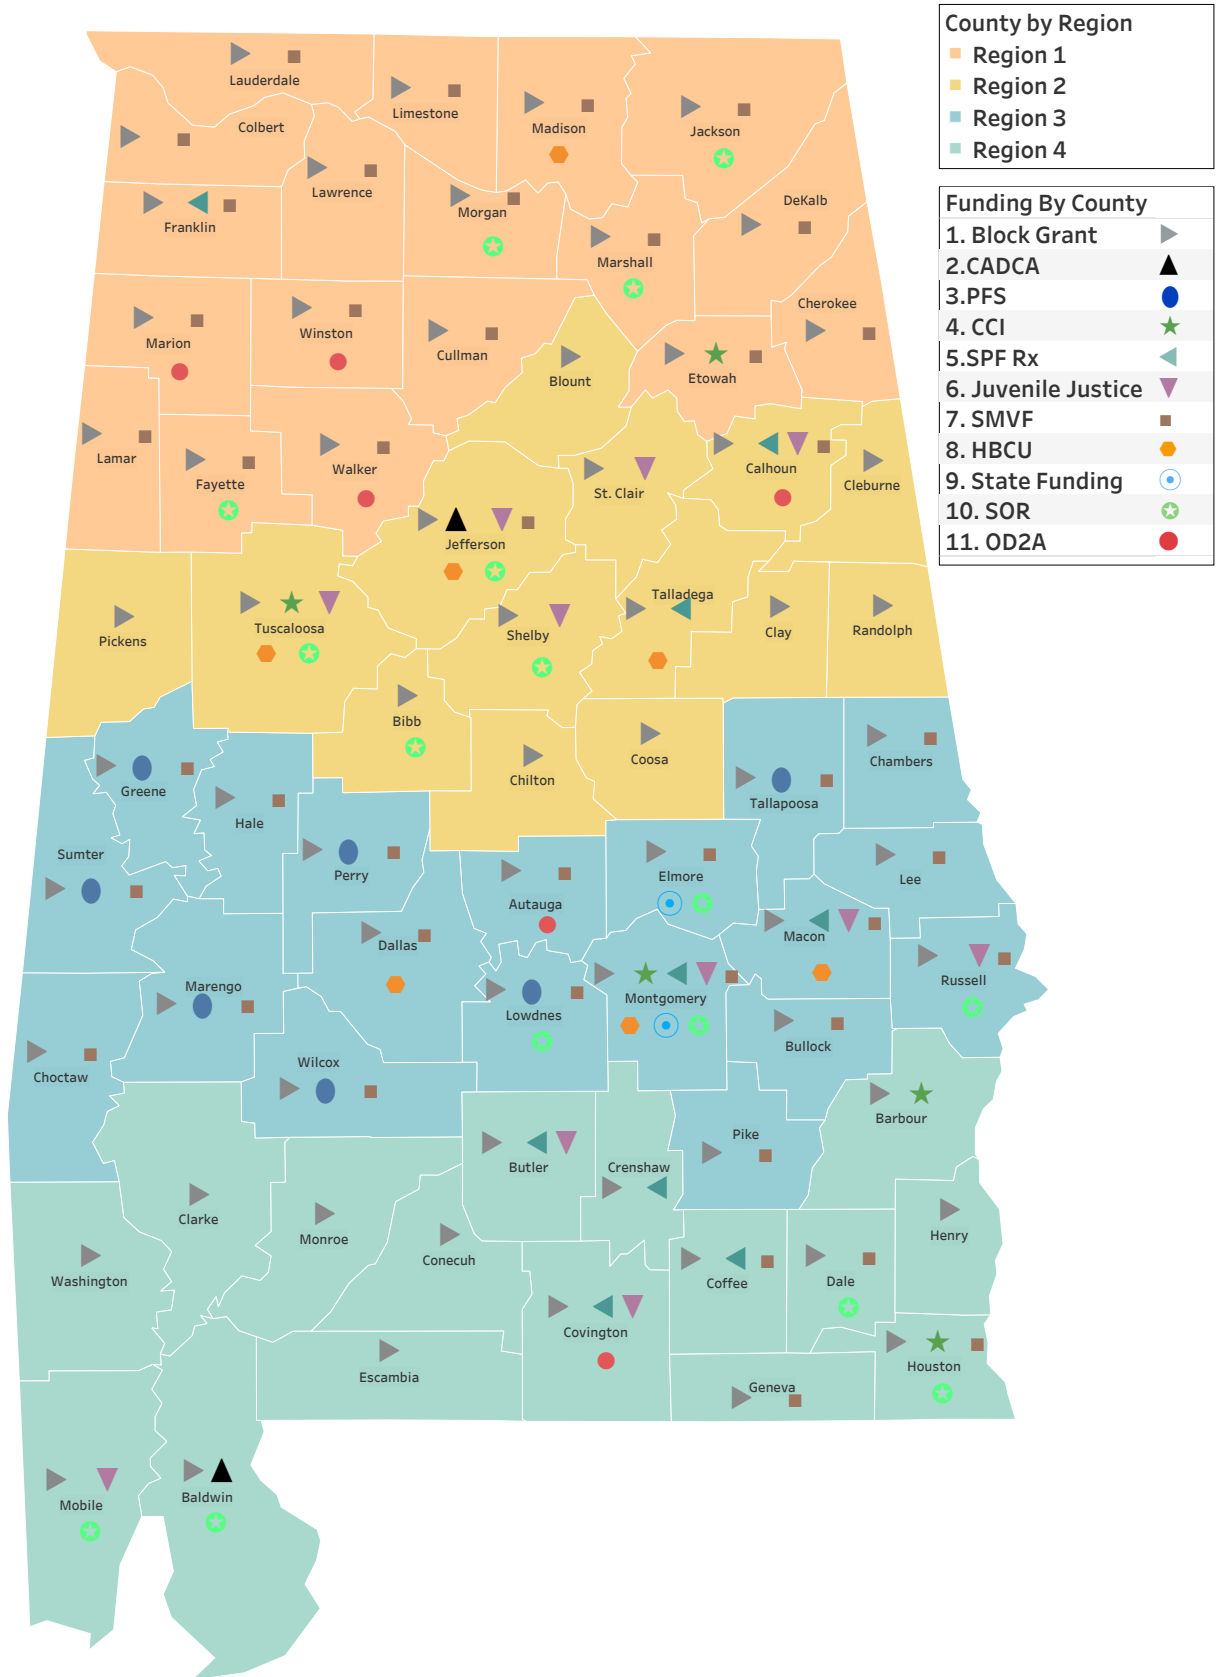 County by Region
Region 1
Region 2
Region 3
Region 4
Funding By County
1. Block Grant
2.CADCA
3.PFS
4. CCI
5.SPF Rx
6. Juvenile Justice
7. SMVF
8. HBCU
9. State Funding
10. SOR
11. OD2A
Lauderdale
Limestone
Colbert
Madison
Jackson
Lawrence
DeKalb
Franklin
Morgan
Marshall
Cherokee
Marion
Winston
Cullman
Blount
Etowah
Lamar
Fayette
Walker
Calhoun
St. Clair
Cleburne
Jefferson
Talladega
Pickens
Tuscaloosa
Shelby
Clay
Randolph
Bibb
Coosa
Chilton
Chambers
Greene
Tallapoosa
Hale
Sumter
Perry
Elmore
Lee
Autauga
Dallas
Macon
Marengo
Lowdnes
Montgomery
Russell
Choctaw
Wilcox
Bullock
Barbour
Pike
Butler
Crenshaw
Clarke
Monroe
Conecuh
Henry
Washington
Coffee
Dale
Covington
Escambia
Houston
Geneva
Mobile
Baldwin